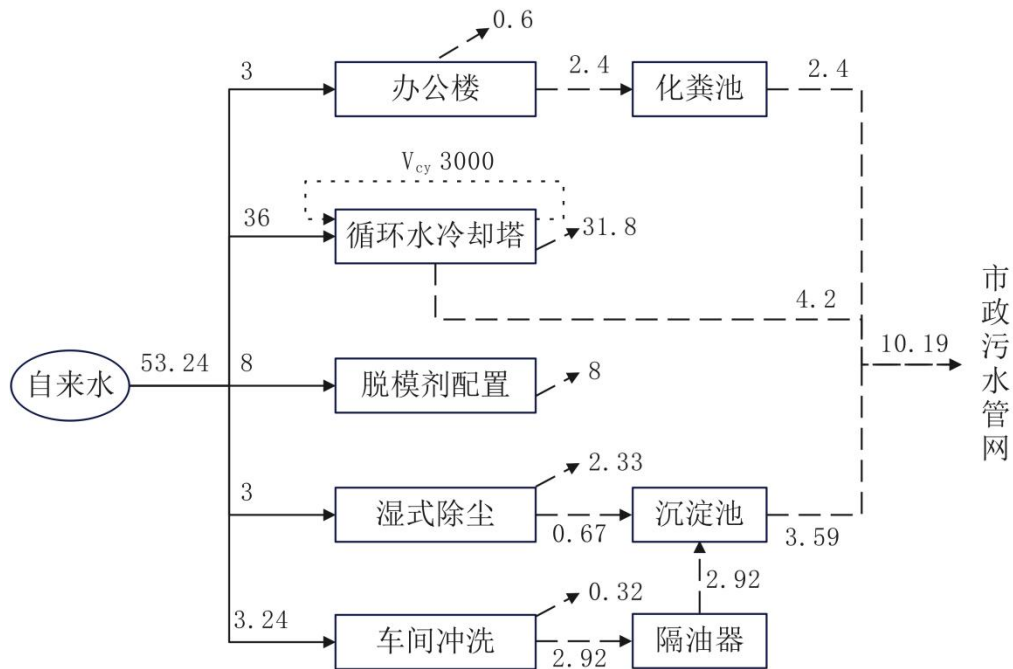 0.6
3
办公楼
2.4
化粪池
2.4
Vcy 3000
36
循环水冷却塔
31.8
4.2
市政污水管网
10.19
自来水
53.24
8
脱模剂配置
8
2.33
3
湿式除尘
0.67
沉淀池
3.59
2.92
0.32
3.24
车间冲洗
2.92
隔油器